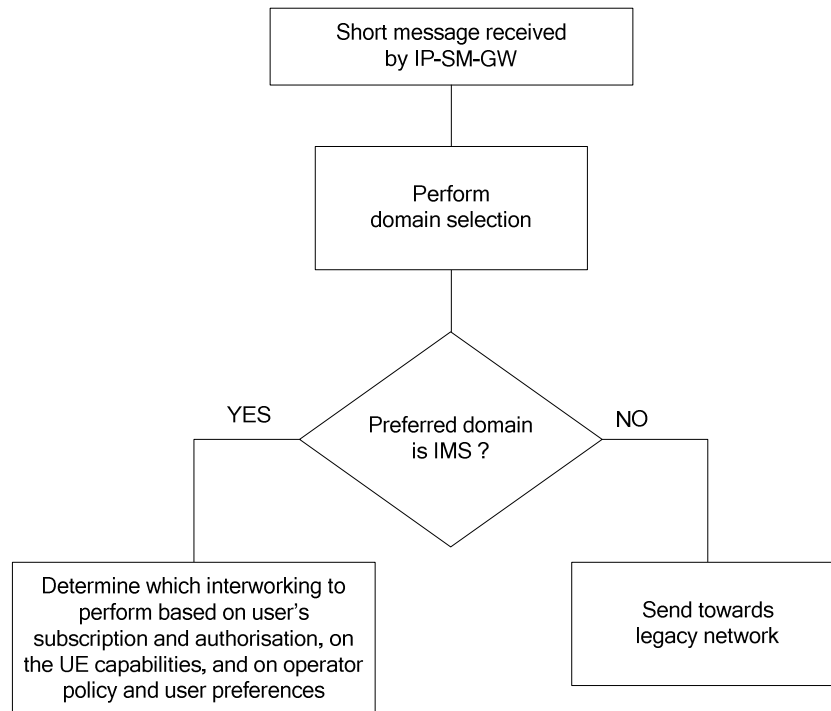 Short message received
by IP-SM-GW
Perform
domain selection
YES
Preferred domain
is IMS ?
NO
Determine which interworking to
perform based on user's
subscription and authorisation, on
the UE capabilities, and on operator
policy and user preferences
Send towards
legacy network